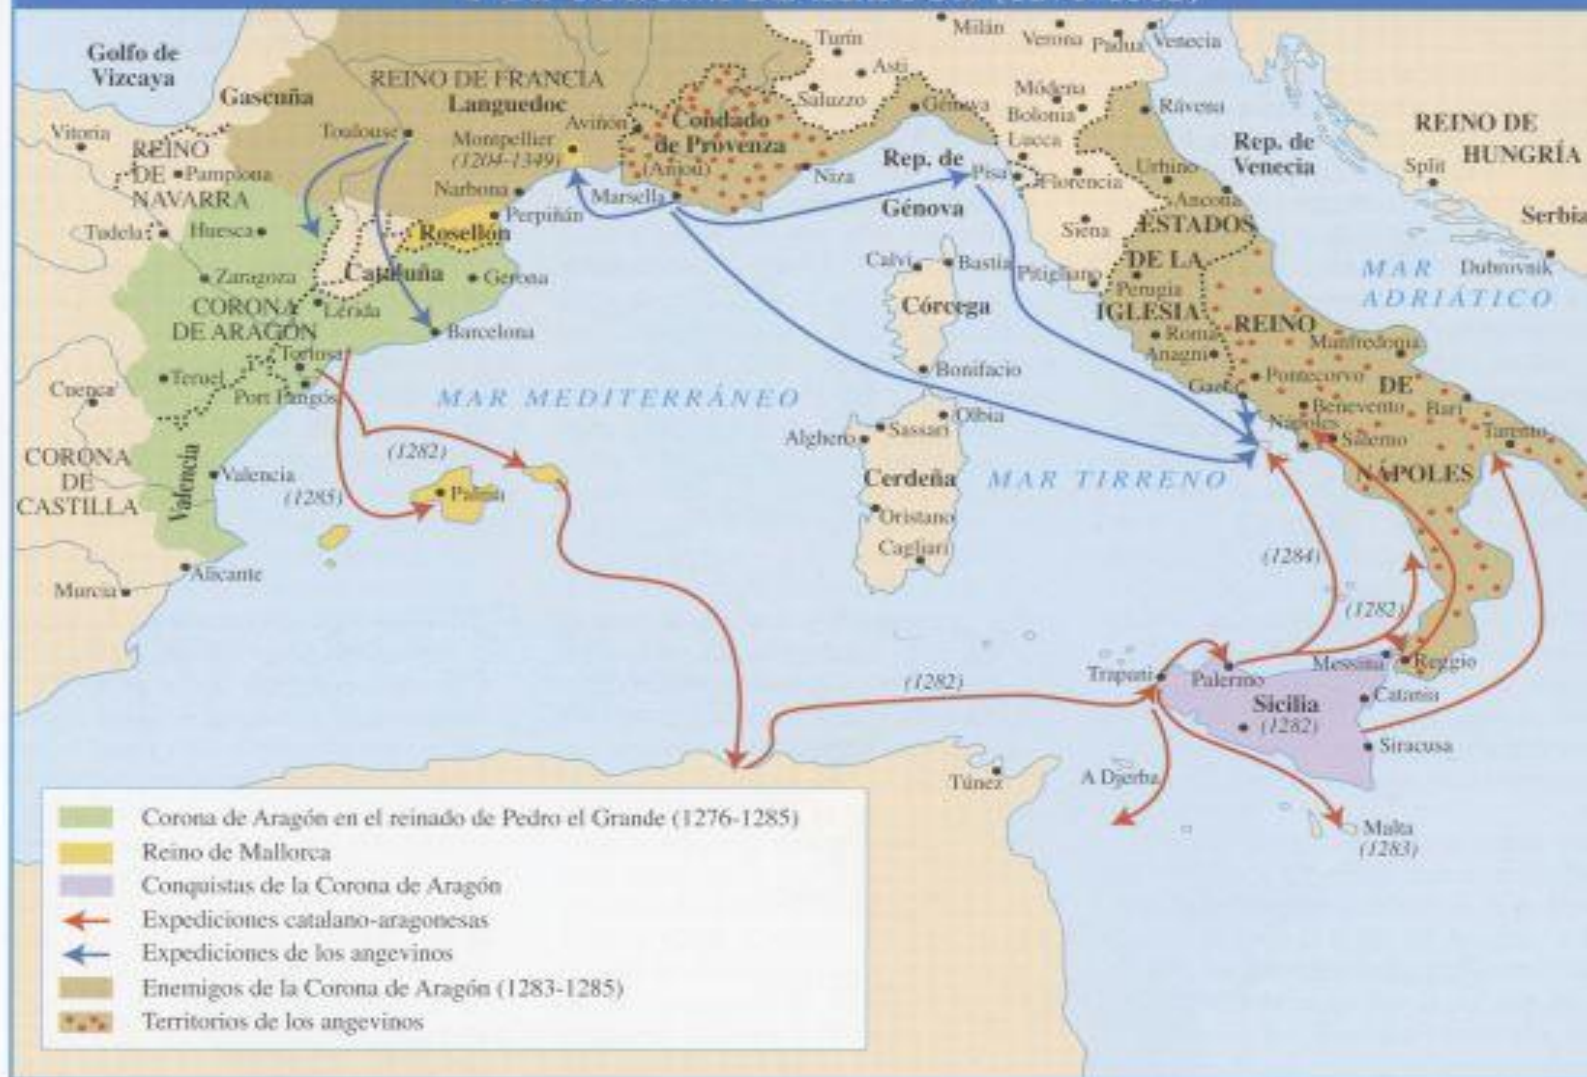 Golfo de
Vizcaya
Gascuña
REINO DE FRANCIA
Languedoc
Toulouse
Montpellier
(1204-1349)
Aviñón
Condado
de Provenza
(Anjou)
Marsella
Niza
Narbona
Perpiñán
Rosellón
Vitoria
REINO
DE
NAVARRA
Pamplona
Tudela
Huesca
Zaragoza
Cataluña
Gerona
CORONA
DE ARAGÓN
Lérida
Barcelona
Tortosa
Teruel
Port Fangós
Cuenca
CORONA
DE
CASTILLA
Valencia
Valencia
Alicante
Murcia
(1282)
(1285)
Palma
MAR MEDITERRÁNEO
Turín
Milán
Verona
Padua
Venecia
Asti
Saluzzo
Génova
Módena
Bolonia
Lucca
Rávena
Rep. de
Génova
Pisa
Florencia
Siena
Urbino
Ancona
Rep. de
Venecia
REINO DE
HUNGRÍA
Split
Serbia
Dubrovnik
MAR
ADRIÁTICO
ESTADOS
DE LA
IGLESIA
Perugia
Pitigliano
Roma
Anagni
Calvi
Bastia
Córcega
Bonifacio
Olbia
Alghero
Sassari
Cerdeña
Oristano
Cagliari
MAR TIRRENO
REINO
DE
NÁPOLES
Manfredonia
Gaeta
Pontecorvo
Benevento
Bari
Nápoles
Salerno
Tarento
(1284)
(1282)
Messina
Reggio
Trapani
Palermo
Sicilia
(1282)
Catania
Siracusa
(1282)
Túnez
A Djerba
Malta
(1283)
Corona de Aragón en el reinado de Pedro el Grande (1276-1285)
Reino de Mallorca
Conquistas de la Corona de Aragón
Expediciones catalano-aragonesas
Expediciones de los angevinos
Enemigos de la Corona de Aragón (1283-1285)
Territorios de los angevinos